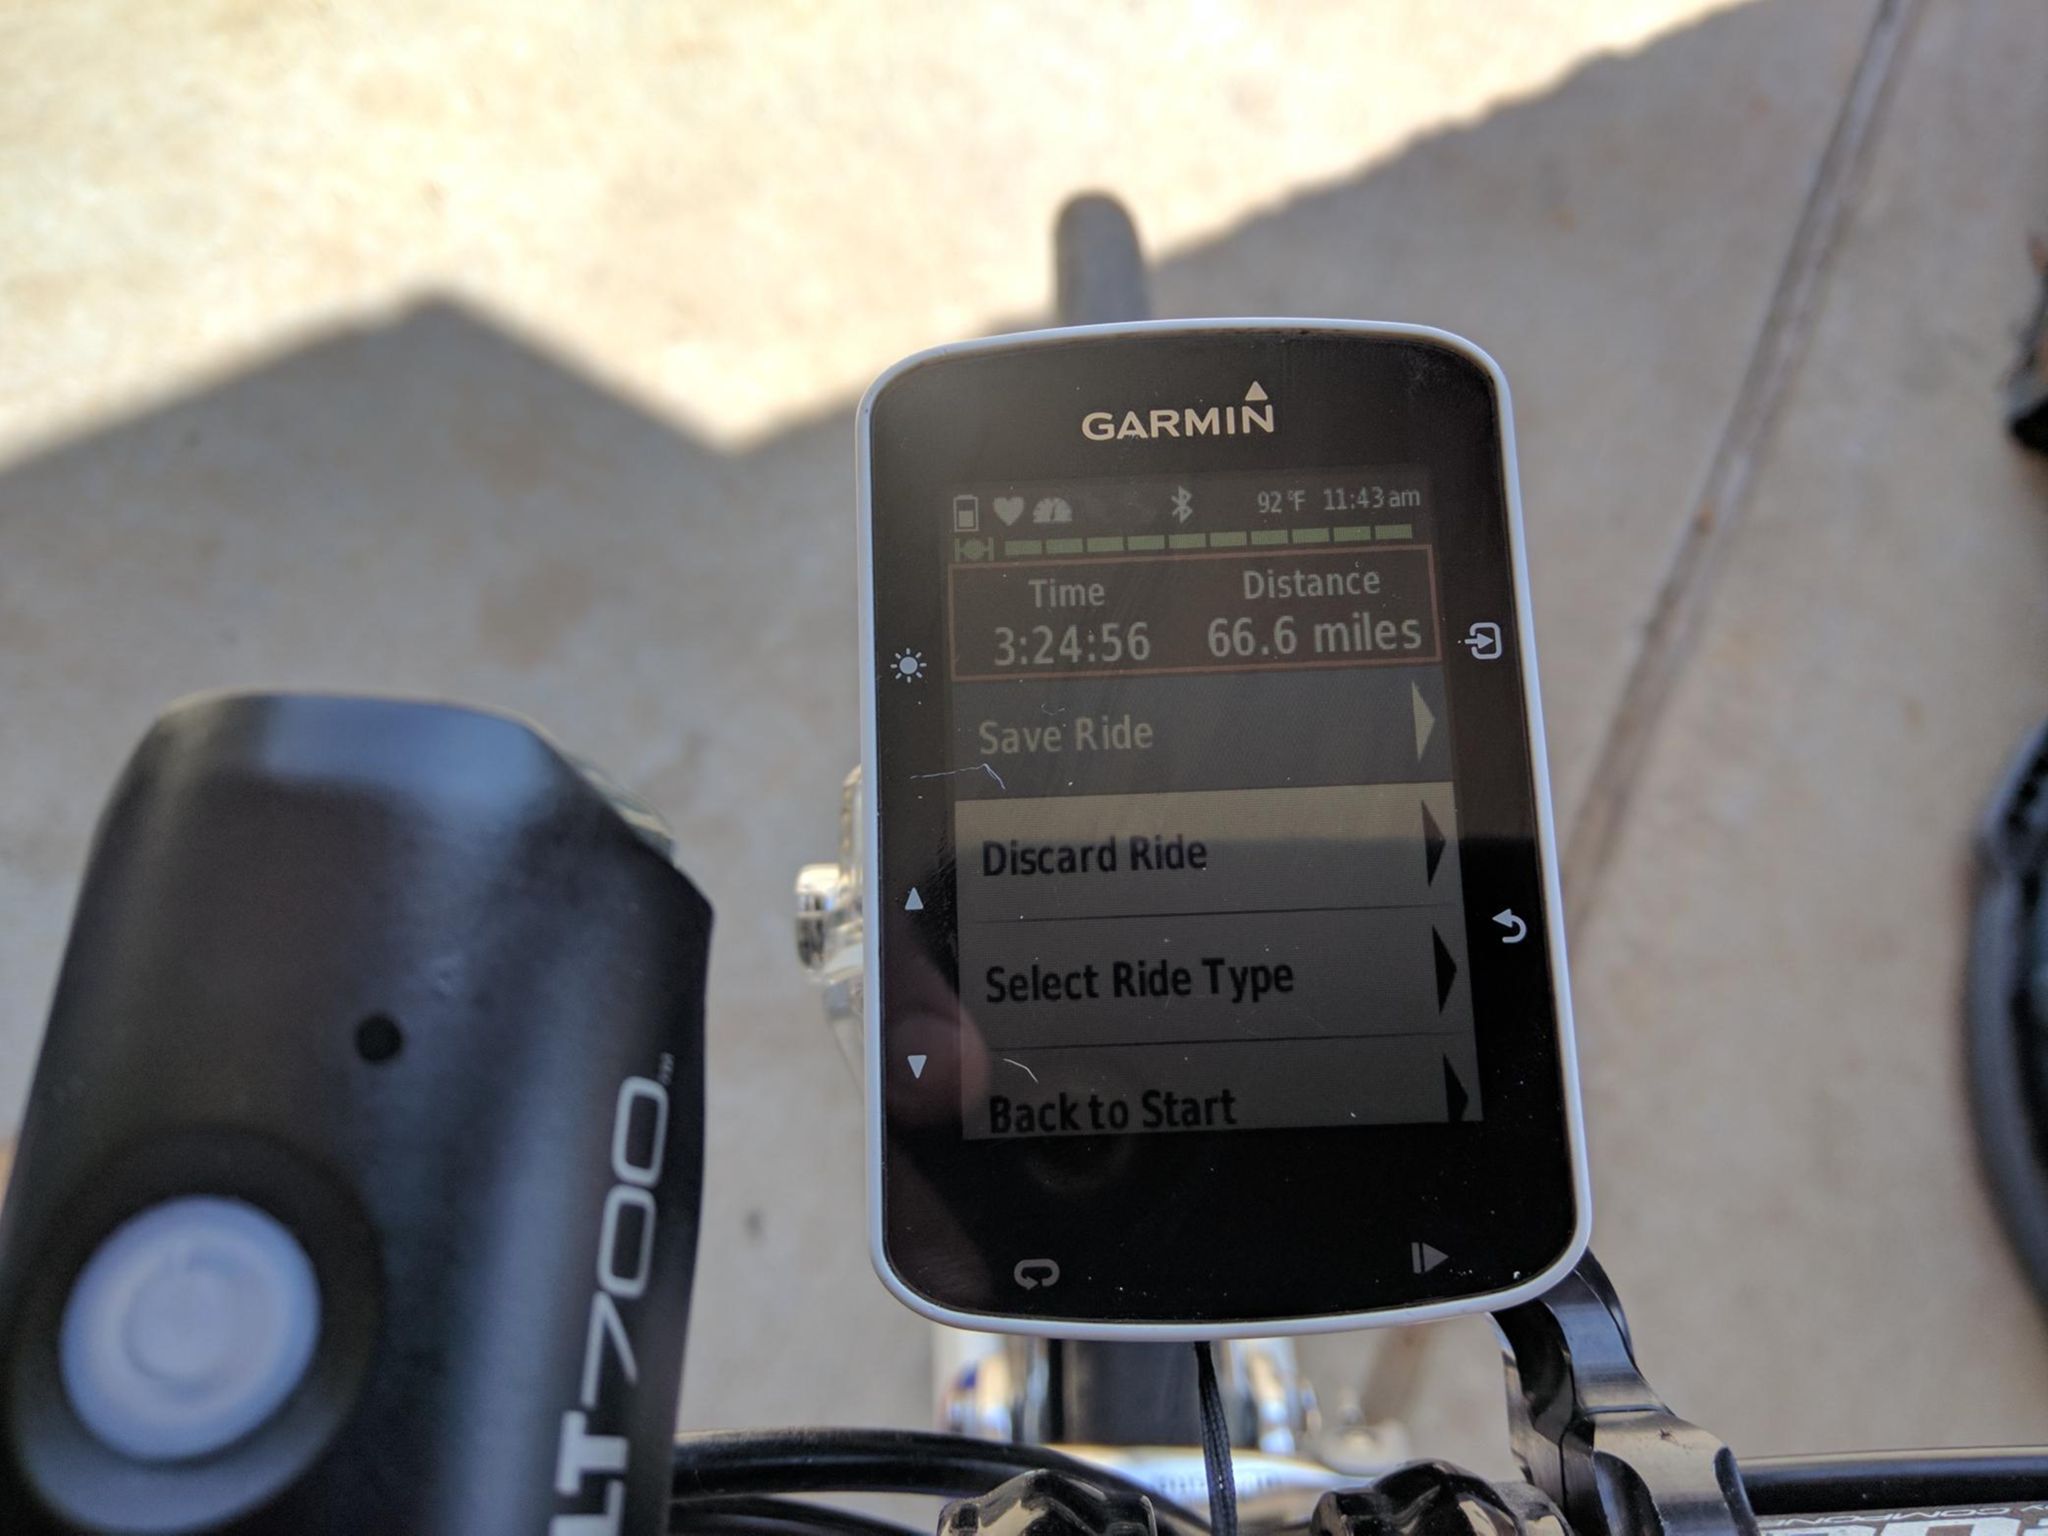 GARMIN
92°F 11:43 am
Time Distance
3:24:56 66.6 miles
Save Ride
Discard Ride
Select Ride Type
Back to Start
LT700™